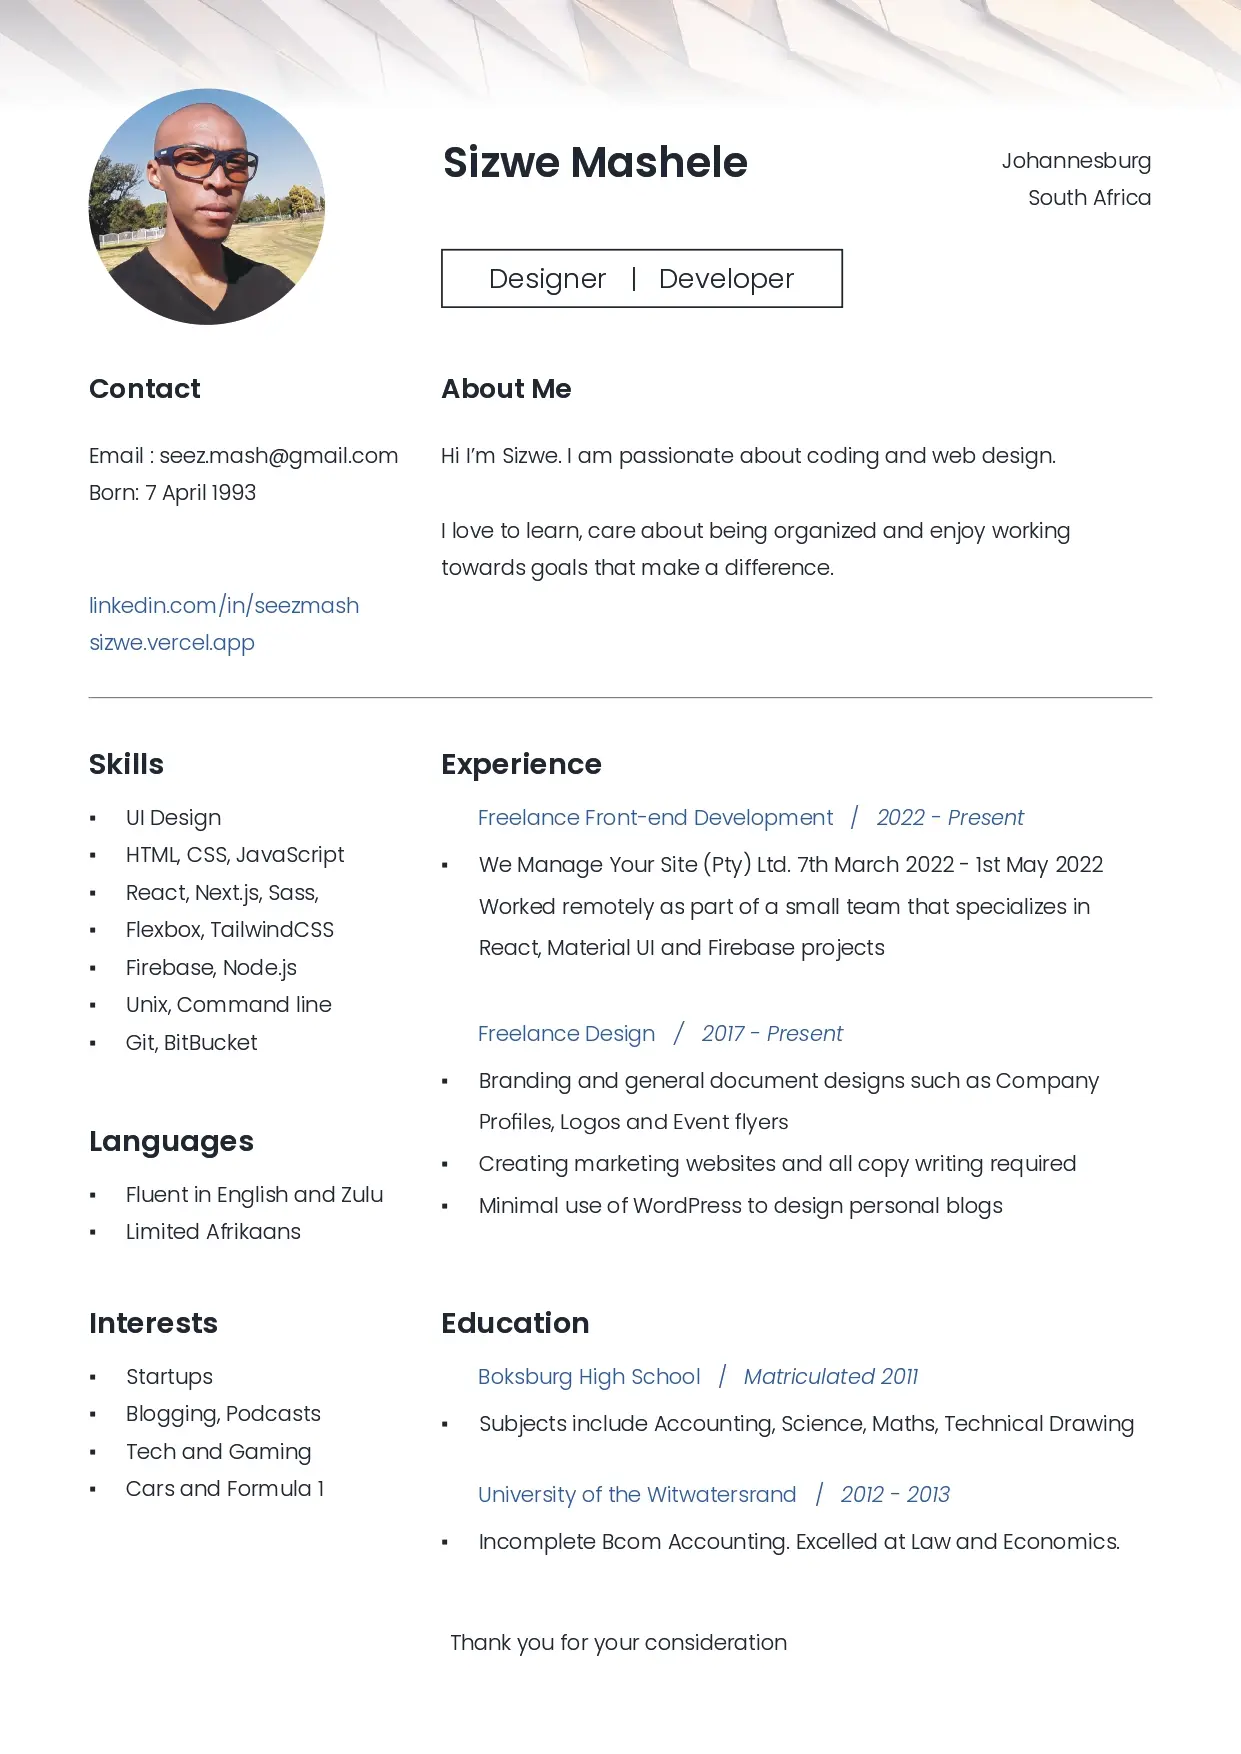 Sizwe Mashele
Johannesburg
South Africa
Designer | Developer
Contact
Email : seez.mash@gmail.com
Born: 7 April 1993
linkedin.com/in/seezmash
sizwe.vercel.app
About Me
Hi I'm Sizwe. I am passionate about coding and web design.
I love to learn, care about being organized and enjoy working
towards goals that make a difference.
Skills
▪ UI Design
▪ HTML, CSS, JavaScript
▪ React, Next.js, Sass,
▪ Flexbox, TailwindCSS
▪ Firebase, Node.js
▪ Unix, Command line
▪ Git, BitBucket
Languages
▪ Fluent in English and Zulu
▪ Limited Afrikaans
Interests
▪ Startups
▪ Blogging, Podcasts
▪ Tech and Gaming
▪ Cars and Formula 1
Experience
Freelance Front-end Development / 2022 - Present
▪ We Manage Your Site (Pty) Ltd. 7th March 2022 - 1st May 2022
Worked remotely as part of a small team that specializes in
React, Material UI and Firebase projects
Freelance Design / 2017 - Present
▪ Branding and general document designs such as Company
Profiles, Logos and Event flyers
▪ Creating marketing websites and all copy writing required
▪ Minimal use of WordPress to design personal blogs
Education
Boksburg High School / Matriculated 2011
▪ Subjects include Accounting, Science, Maths, Technical Drawing
University of the Witwatersrand / 2012 - 2013
▪ Incomplete Bcom Accounting. Excelled at Law and Economics.
Thank you for your consideration